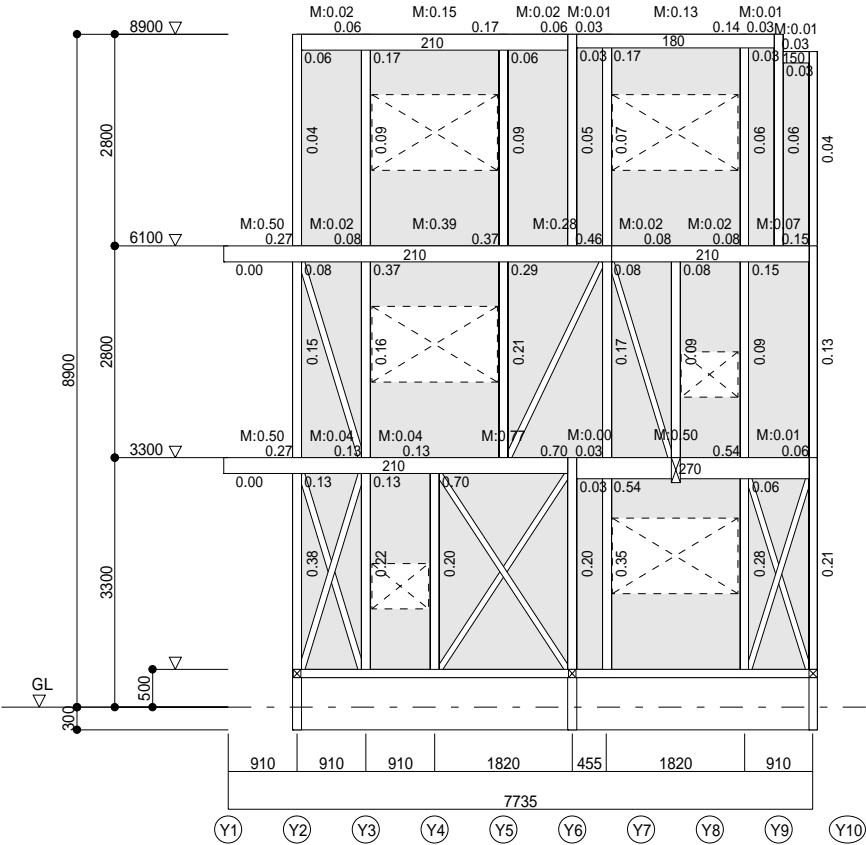 M:0.02 M:0.15 M:0.02 M:0.01 M:0.13 M:0.01
0.06 0.17 0.06 0.03 0.14 0.03 M:0.01
8900 ▽ 0.03
210 180 150
0.06 0.17 0.06 0.03 0.17 0.03 0.03
2800 0.04 0.09 0.09 0.05 0.07 0.06 0.06 0.04
M:0.50 M:0.02 M:0.39 M:0.28 M:0.02 M:0.02 M:0.07
6100 ▽ 0.27 0.08 0.37 0.46 0.08 0.08 0.15
210 210
0.00 0.08 0.37 0.29 0.08 0.08 0.15
8900 2800 0.15 0.16 0.21 0.17 0.09 0.09 0.13
M:0.50 M:0.04 M:0.04 M:0.77 M:0.00 M:0.50 M:0.01
3300 ▽ 0.27 0.13 0.13 0.70 0.03 0.54 0.06
210 270
0.00 0.13 0.13 0.70 0.03 0.54 0.06
3300 0.38 0.22 0.20 0.20 0.35 0.28 0.21
▽
GL
▽ 500
300
910 910 910 1820 455 1820 910
7735
Y1 Y2 Y3 Y4 Y5 Y6 Y7 Y8 Y9 Y10